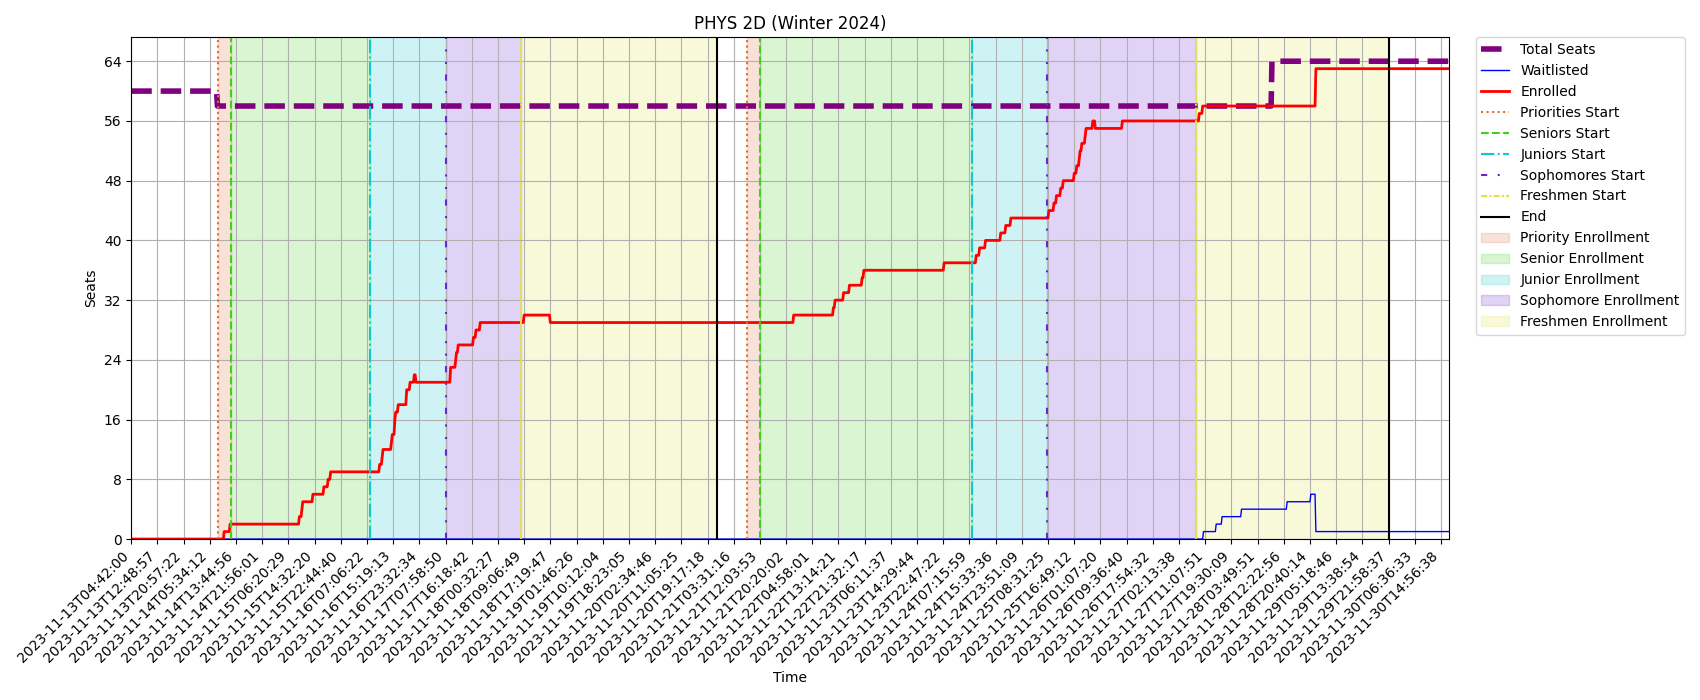 PHYS 2D (Winter 2024)
64
56
48
40
32
24
16
8
0
Seats
2023-11-13T04:42:00
2023-11-13T12:48:57
2023-11-13T20:57:22
2023-11-14T05:34:12
2023-11-14T13:44:56
2023-11-14T21:56:01
2023-11-15T06:20:29
2023-11-15T14:32:20
2023-11-15T22:44:40
2023-11-16T07:06:22
2023-11-16T15:19:13
2023-11-16T23:32:34
2023-11-17T07:58:50
2023-11-17T16:18:42
2023-11-18T00:32:27
2023-11-18T09:06:49
2023-11-18T17:19:47
2023-11-19T01:46:26
2023-11-19T10:12:04
2023-11-19T18:23:05
2023-11-20T02:34:46
2023-11-20T11:05:25
2023-11-20T19:17:18
2023-11-21T03:31:16
2023-11-21T12:03:53
2023-11-21T20:20:02
2023-11-22T04:58:01
2023-11-22T13:14:21
2023-11-22T21:32:17
2023-11-23T06:11:37
2023-11-23T14:29:44
2023-11-23T22:47:22
2023-11-24T07:15:59
2023-11-24T15:33:36
2023-11-24T23:51:09
2023-11-25T08:31:25
2023-11-25T16:49:12
2023-11-26T01:07:20
2023-11-26T09:36:40
2023-11-26T17:54:32
2023-11-27T02:13:38
2023-11-27T11:07:51
2023-11-27T19:30:09
2023-11-28T03:49:51
2023-11-28T12:22:56
2023-11-28T20:40:14
2023-11-29T05:18:46
2023-11-29T13:38:54
2023-11-29T21:58:37
2023-11-30T06:36:33
2023-11-30T14:56:38
Time
Total Seats
Waitlisted
Enrolled
Priorities Start
Seniors Start
Juniors Start
Sophomores Start
Freshmen Start
End
Priority Enrollment
Senior Enrollment
Junior Enrollment
Sophomore Enrollment
Freshmen Enrollment